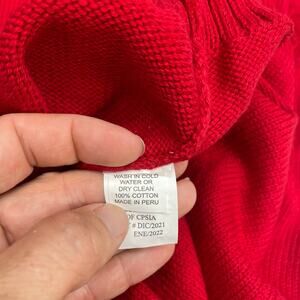 WASH IN COLD
WATER OR
DRY CLEAN
100% COTTON
MADE IN PERU
OF CPSIA
# DIC/2021
ENE/2022